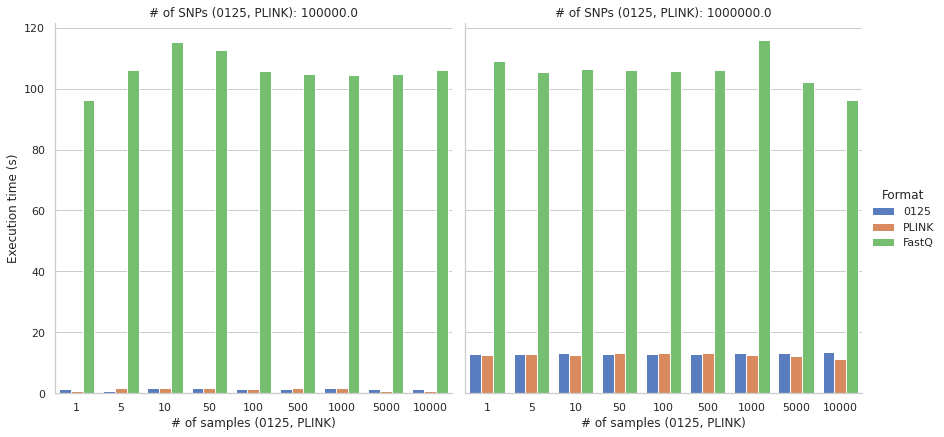 # of SNPs (0125, PLINK): 100000.0
# of SNPs (0125, PLINK): 1000000.0
120
100
80
60
40
20
0
Execution time (s)
1 5 10 50 100 500 1000 5000 10000
1 5 10 50 100 500 1000 5000 10000
# of samples (0125, PLINK)
# of samples (0125, PLINK)
Format
0125
PLINK
FastQ